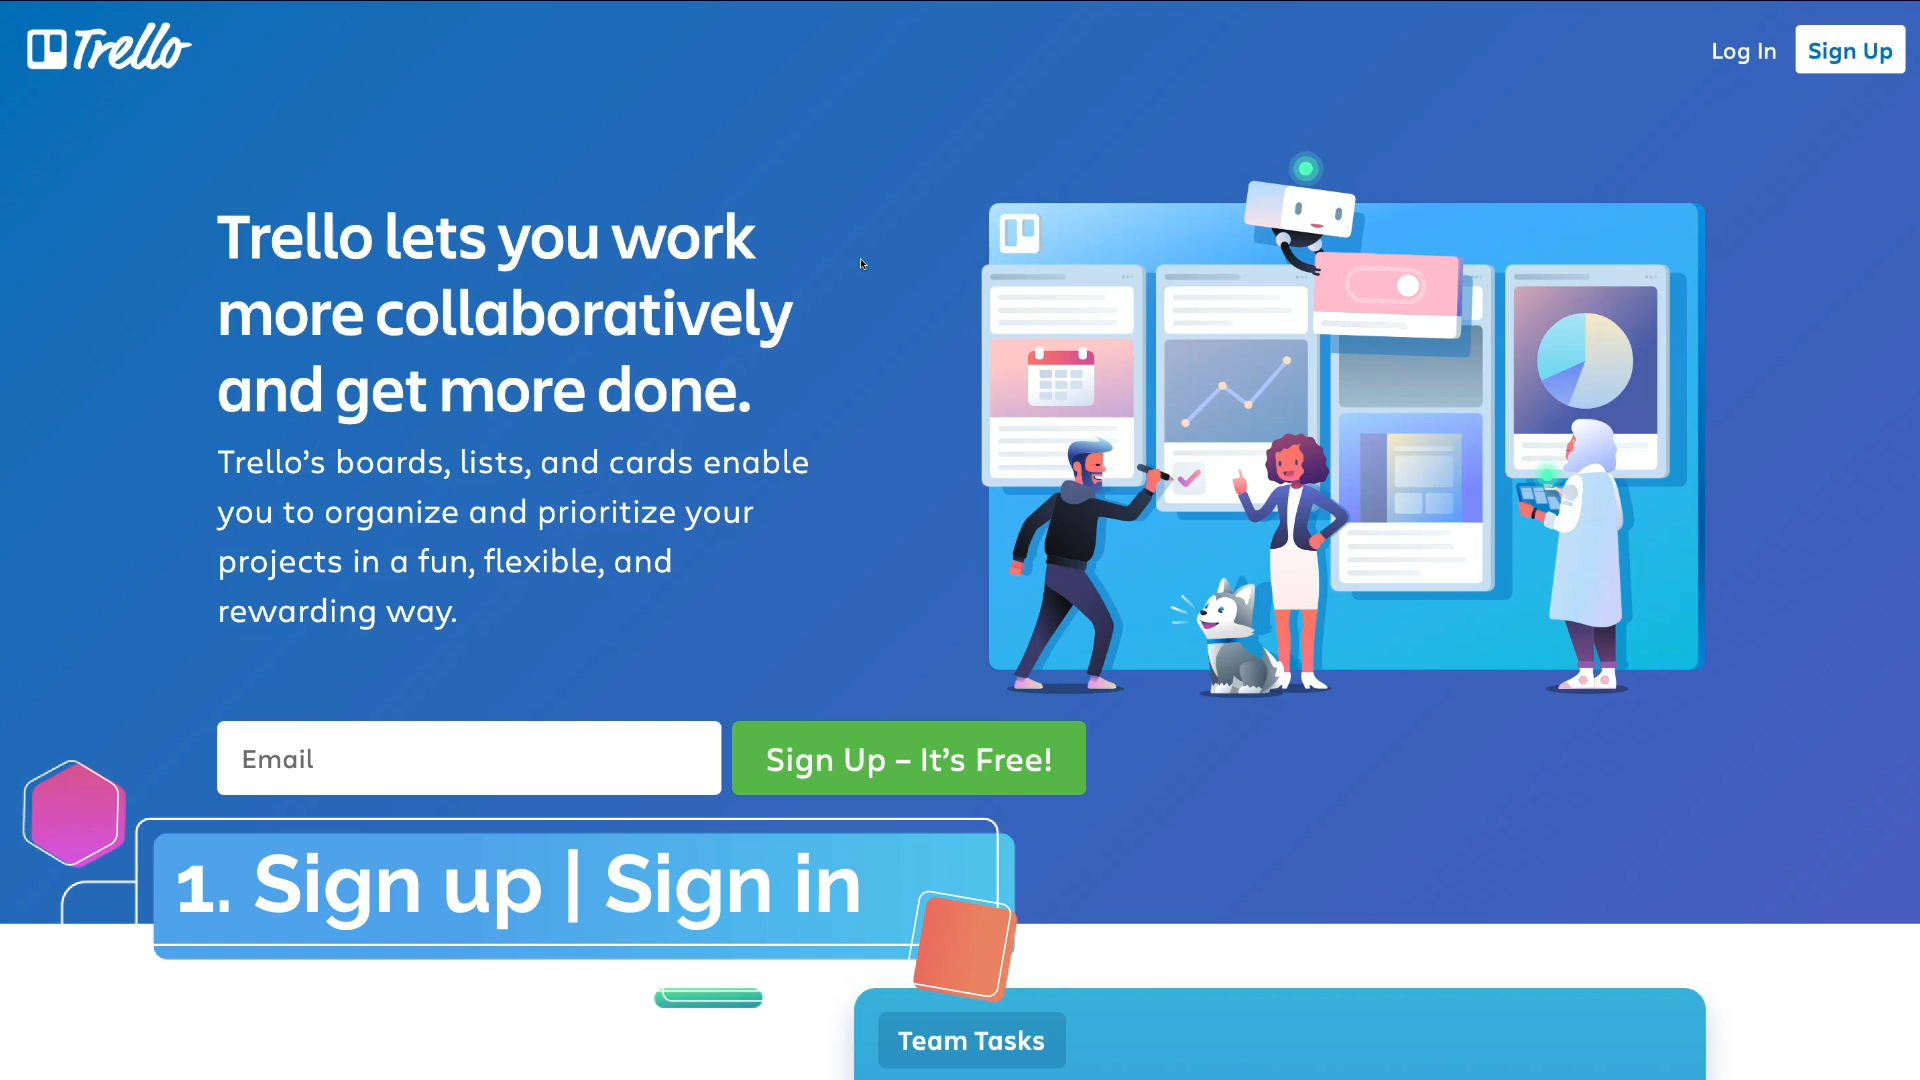 Trello
Log In
Sign Up
Trello lets you work
more collaboratively
and get more done.
Trello’s boards, lists, and cards enable
you to organize and prioritize your
projects in a fun, flexible, and
rewarding way.
Email
Sign Up – It’s Free!
1. Sign up | Sign in
Team Tasks